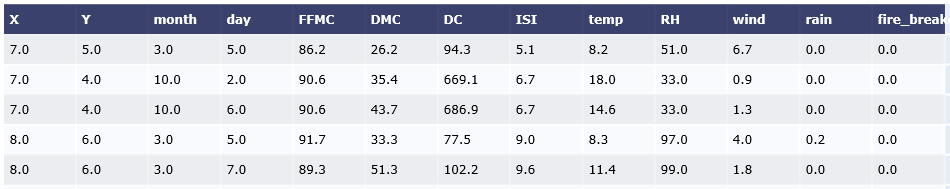 X Y month day FFMC DMC DC ISI temp RH wind rain fire_break
7.0 5.0 3.0 5.0 86.2 26.2 94.3 5.1 8.2 51.0 6.7 0.0 0.0
7.0 4.0 10.0 2.0 90.6 35.4 669.1 6.7 18.0 33.0 0.9 0.0 0.0
7.0 4.0 10.0 6.0 90.6 43.7 686.9 6.7 14.6 33.0 1.3 0.0 0.0
8.0 6.0 3.0 5.0 91.7 33.3 77.5 9.0 8.3 97.0 4.0 0.2 0.0
8.0 6.0 3.0 7.0 89.3 51.3 102.2 9.6 11.4 99.0 1.8 0.0 0.0